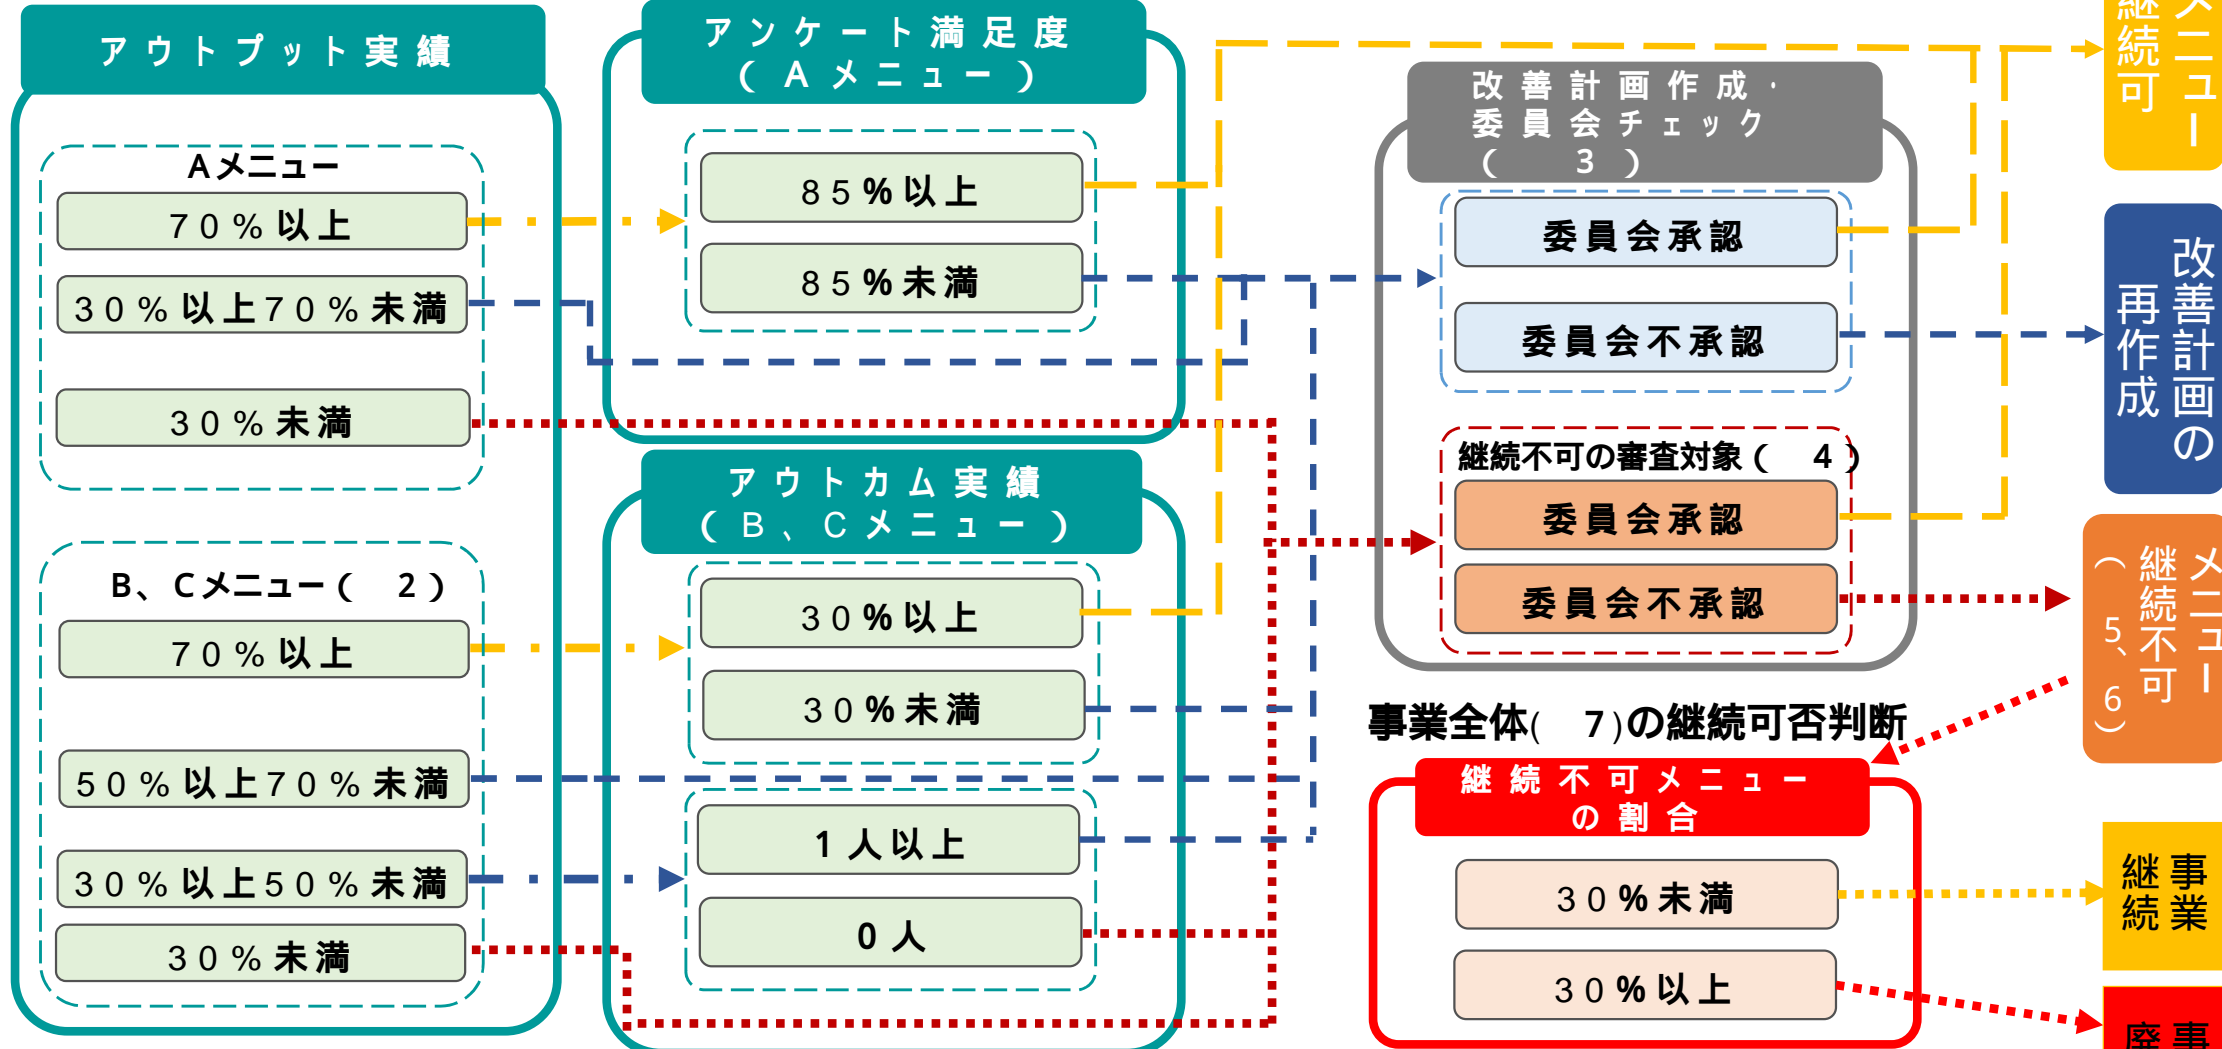 アウトプット実績
Aメニュー
70%以上
30%以上70%未満
30%未満
B、Cメニュー(　2)
70%以上
50%以上70%未満
30%以上50%未満
30%未満
アンケート満足度
(Aメニュー)
85%以上
85%未満
アウトカム実績
(B、Cメニュー)
30%以上
30%未満
1人以上
0人
改善計画作成・
委員会チェック
(　3)
委員会承認
委員会不承認
継続不可の審査対象(　4)
委員会承認
委員会不承認
事業全体(　7)の継続可否判断
継続不可メニュー
の割合
30%未満
30%以上
メニュー
継続可
改善計画の
再作成
メニュー
継続不可
(　5、　6)
事業
継続
事
廃